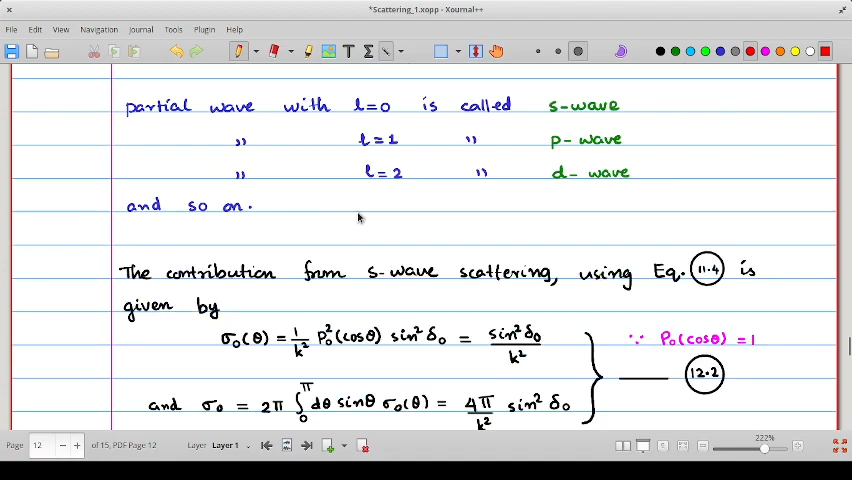 *Scattering_1.xopp - Xournal++
File Edit View Navigation Journal Tools Plugin Help
partial wave with l=0 is called s-wave
" l=1 " p-wave
" l=2 " d-wave
and so on.
The contribution from s-wave scattering, using Eq. 11.4 is
given by
σ₀(θ) = 1/k² P₀²(cosθ) sin²δ₀ = sin²δ₀/k² ∵ P₀(cosθ) = 1
12.2
and σ₀ = 2π ∫₀^π dθ sinθ σ₀(θ) = 4π/k² sin²δ₀
Page 12 of 15, PDF Page 12 Layer Layer 1 222%